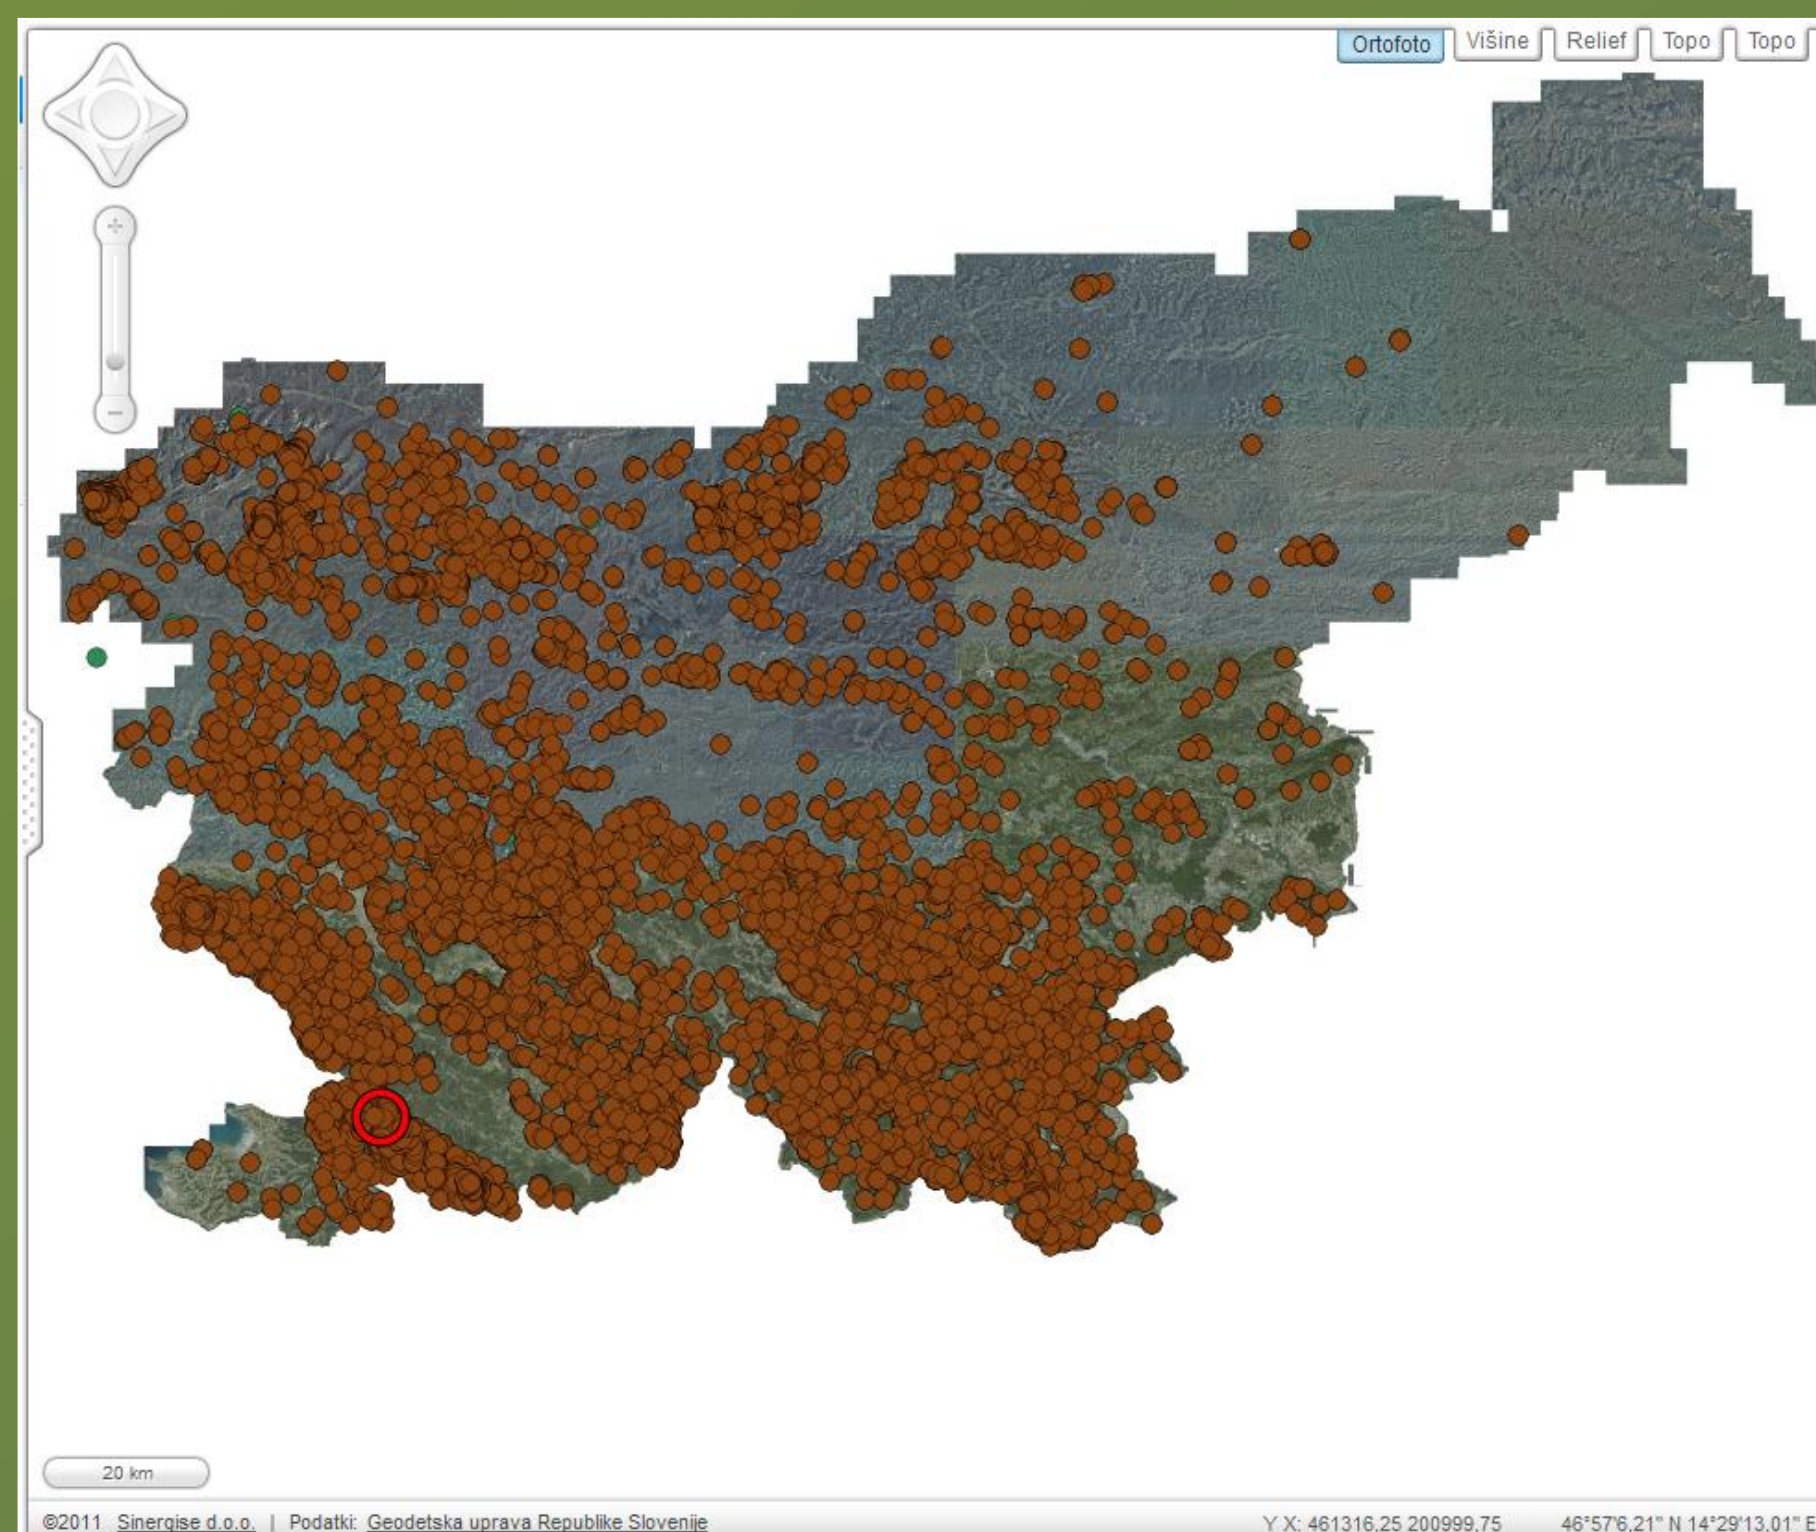 Ortofoto Višine Relief Topo Topo
20 km
©2011 Sinergise d.o.o. | Podatki: Geodetska uprava Republike Slovenije Y X: 461316,25 200999,75 46°57'6,21" N 14°29'13,01" E